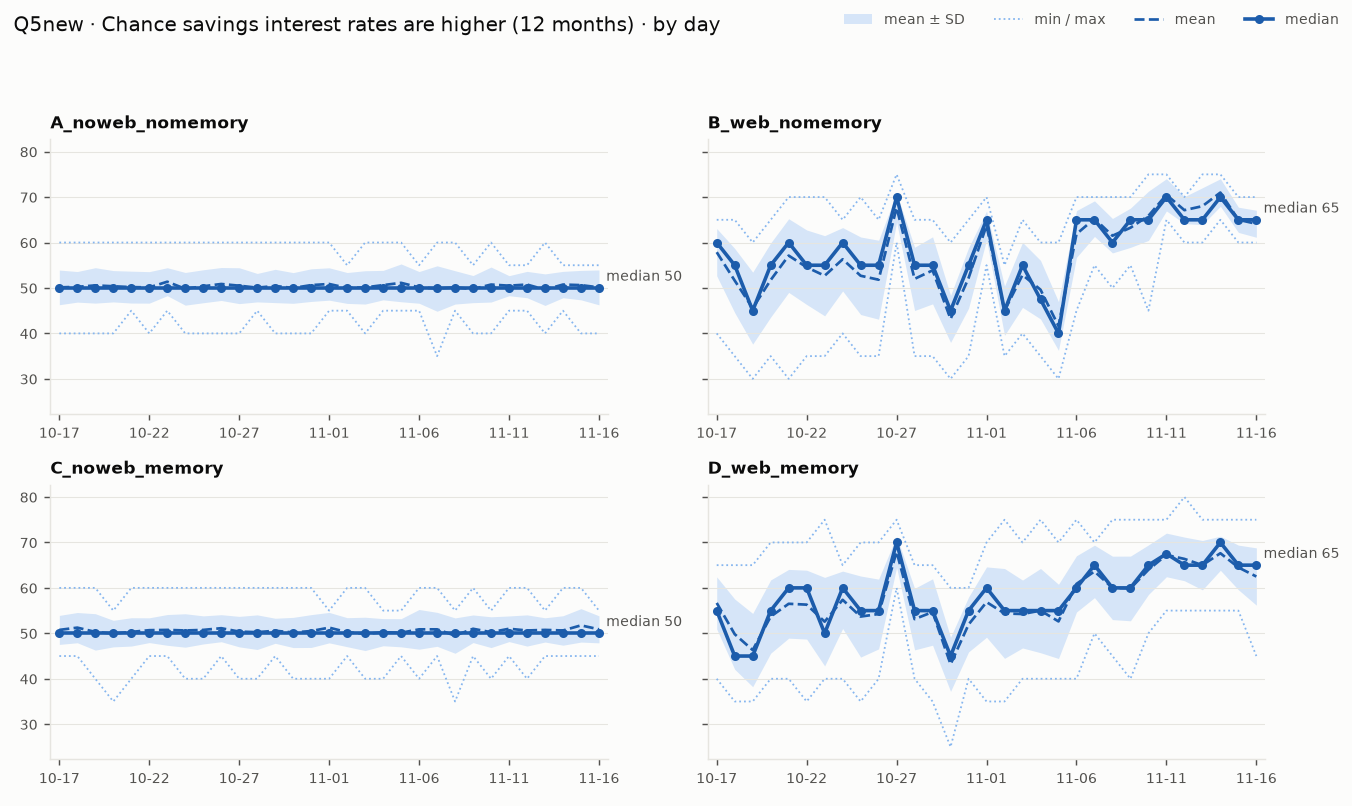 Q5new · Chance savings interest rates are higher (12 months) · by day
mean ± SD   min / max   mean   median
A_noweb_nomemory
80
70
60
50
40
30
median 50
10-17 10-22 10-27 11-01 11-06 11-11 11-16
B_web_nomemory
median 65
10-17 10-22 10-27 11-01 11-06 11-11 11-16
C_noweb_memory
80
70
60
50
40
30
median 50
10-17 10-22 10-27 11-01 11-06 11-11 11-16
D_web_memory
median 65
10-17 10-22 10-27 11-01 11-06 11-11 11-16